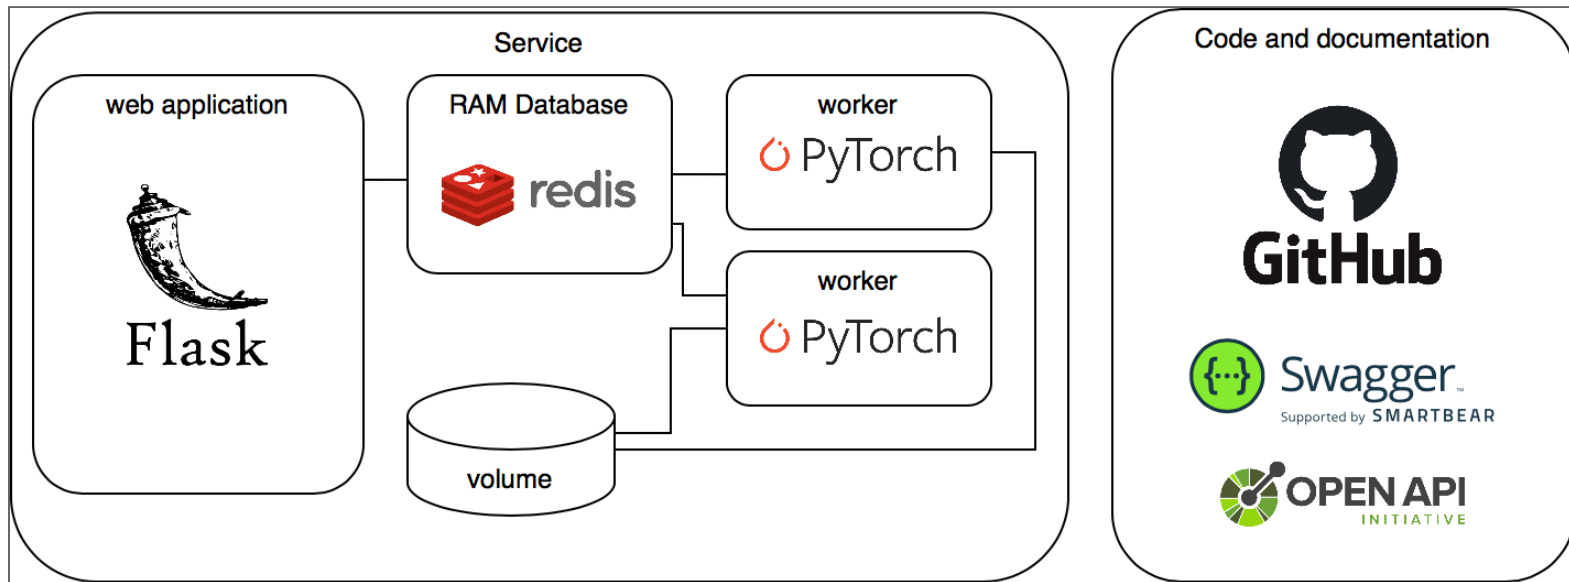 Service
web application
Flask
RAM Database
redis
worker
PyTorch
worker
PyTorch
volume
Code and documentation
GitHub
{...}
Swagger™
Supported by SMARTBEAR
OPEN API
INITIATIVE